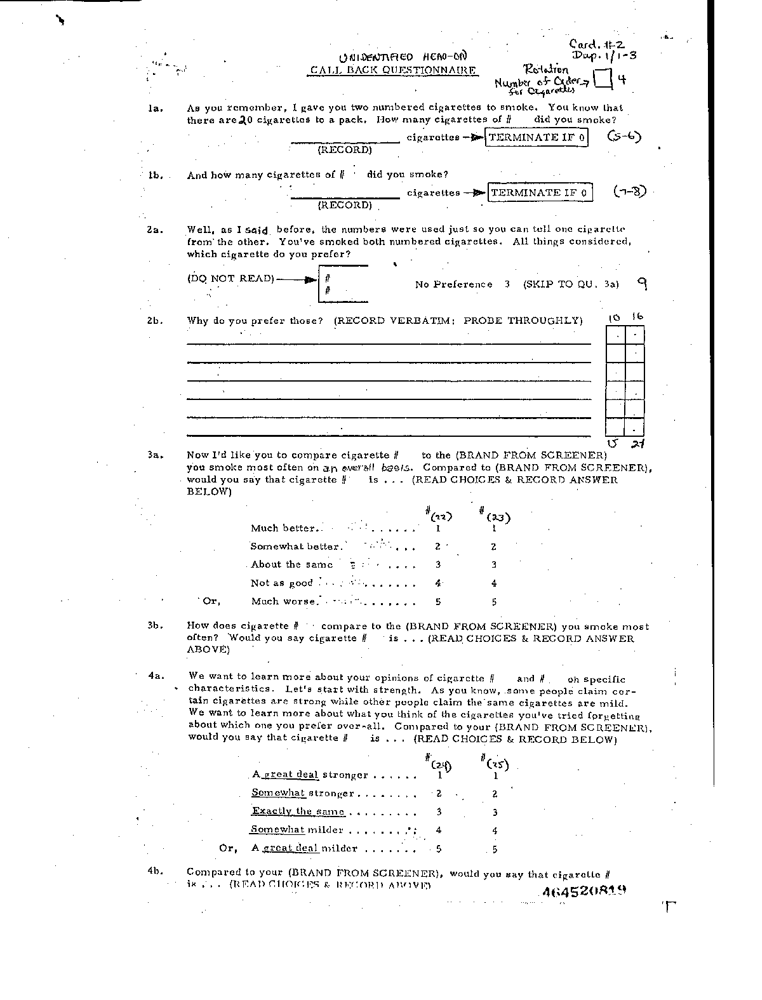 Card. #2
UNIDENTIFIED HEAD-ON Dup. 1/1-3
CALL BACK QUESTIONNAIRE Rotation
Number of Order 4
for Cigarettes
1a. As you remember, I gave you two numbered cigarettes to smoke. You know that
there are 20 cigarettes to a pack. How many cigarettes of # did you smoke?
cigarettes TERMINATE IF 0 (5-6)
(RECORD)
1b. And how many cigarettes of # did you smoke?
cigarettes TERMINATE IF 0 (7-8)
(RECORD)
2a. Well, as I said before, the numbers were used just so you can tell one cigarette
from the other. You've smoked both numbered cigarettes. All things considered,
which cigarette do you prefer?
(DO NOT READ) #
# No Preference 3 (SKIP TO QU. 3a) 9
2b. Why do you prefer those? (RECORD VERBATIM; PROBE THROUGHLY) 10 16
15 21
3a. Now I'd like you to compare cigarette # to the (BRAND FROM SCREENER)
you smoke most often on an overall basis. Compared to (BRAND FROM SCREENER),
would you say that cigarette # is ... (READ CHOICES & RECORD ANSWER
BELOW)
# (22) # (23)
Much better. ...... 1 1
Somewhat better. ... 2 2
About the same .... 3 3
Not as good ....... 4 4
Or, Much worse. ....... 5 5
3b. How does cigarette # compare to the (BRAND FROM SCREENER) you smoke most
often? Would you say cigarette # is ... (READ CHOICES & RECORD ANSWER
ABOVE)
4a. We want to learn more about your opinions of cigarette # and # on specific
characteristics. Let's start with strength. As you know, some people claim cer-
tain cigarettes are strong while other people claim the same cigarettes are mild.
We want to learn more about what you think of the cigarettes you've tried forgetting
about which one you prefer over-all. Compared to your (BRAND FROM SCREENER),
would you say that cigarette # is ... (READ CHOICES & RECORD BELOW)
# (24) # (25)
A great deal stronger ...... 1 1
Somewhat stronger ........ 2 2
Exactly the same ......... 3 3
Somewhat milder ........ 4 4
Or, A great deal milder ....... 5 5
4b. Compared to your (BRAND FROM SCREENER), would you say that cigarette #
is ... (READ CHOICES & RECORD ABOVE)
464520819